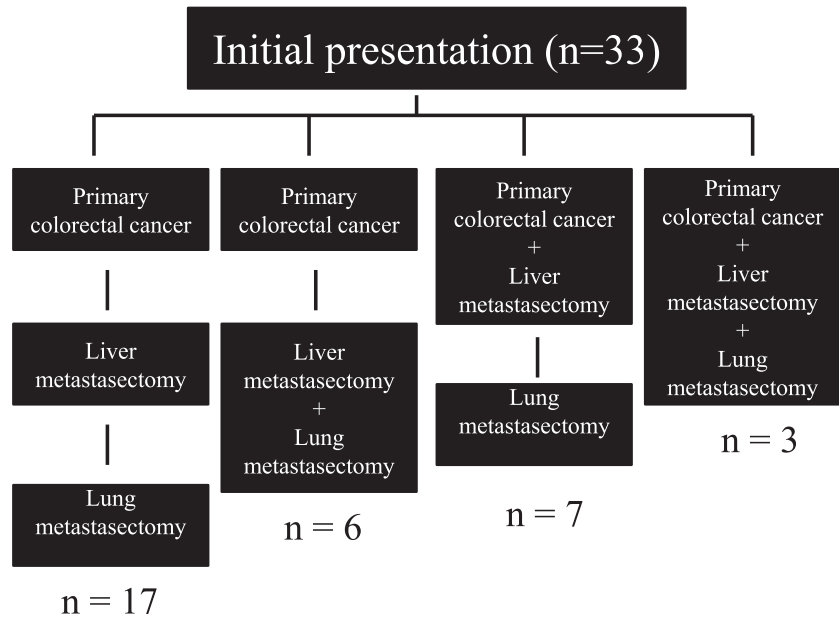 Initial presentation (n=33)
Primary
colorectal cancer
Liver
metastasectomy
Lung
metastasectomy
n = 17
Primary
colorectal cancer
Liver
metastasectomy
+
Lung
metastasectomy
n = 6
Primary
colorectal cancer
+
Liver
metastasectomy
Lung
metastasectomy
n = 7
Primary
colorectal cancer
+
Liver
metastasectomy
+
Lung
metastasectomy
n = 3